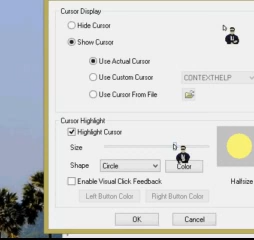 Cursor Display
Hide Cursor
Show Cursor
Use Actual Cursor
Use Custom Cursor CONTEXTHELP
Use Cursor From File
Cursor Highlight
Highlight Cursor
Size
Shape Circle Color
Enable Visual Click Feedback Halfsize
Left Button Color Right Button Color
OK Cancel